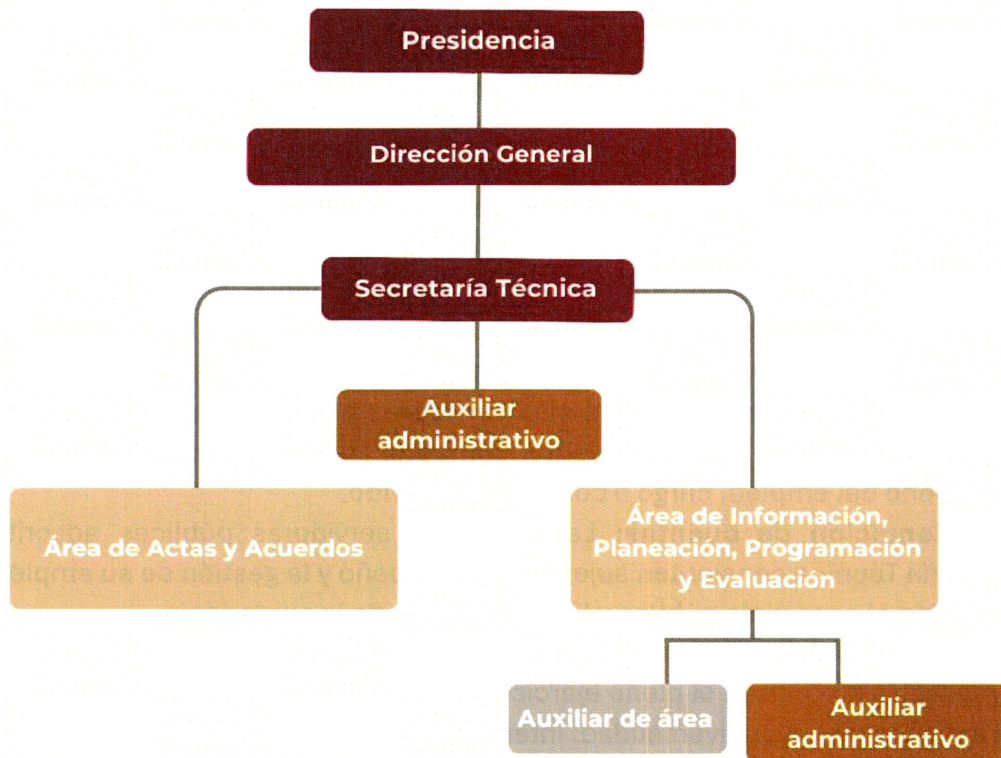 Presidencia
Dirección General
Secretaría Técnica
Auxiliar
administrativo
Área de Actas y Acuerdos
Área de Información,
Planeación, Programación
y Evaluación
Auxiliar de área
Auxiliar
administrativo